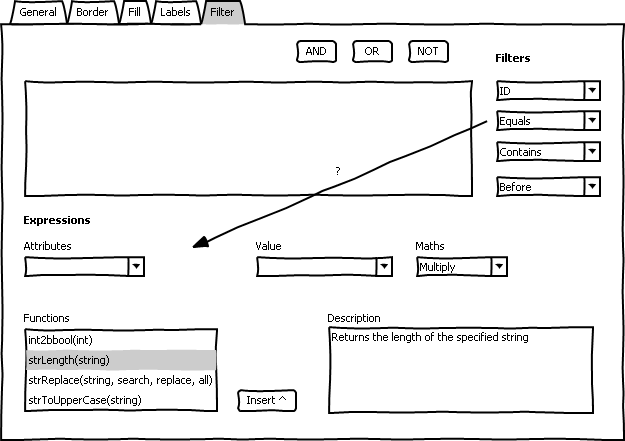 General Border Fill Labels Filter
AND OR NOT
Filters
ID
Equals
Contains
?
Before
Expressions
Attributes Value Maths
Multiply
Functions Description
int2bbool(int)
Returns the length of the specified string
strLength(string)
strReplace(string, search, replace, all)
strToUpperCase(string)
Insert ^